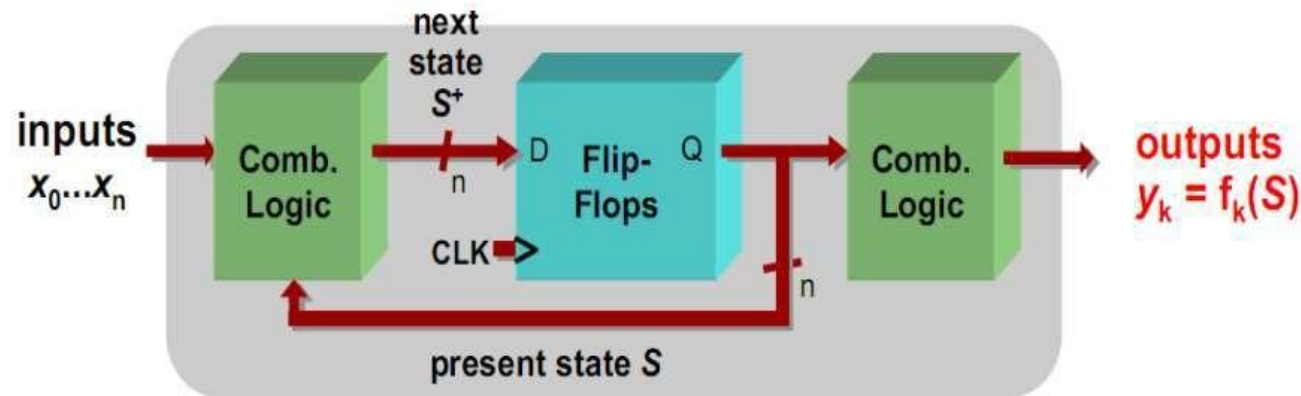 next
state
S⁺
inputs
x₀...xₙ
Comb.
Logic
n
D
Q
Flip-
Flops
CLK
n
Comb.
Logic
outputs
yₖ = fₖ(S)
present state S